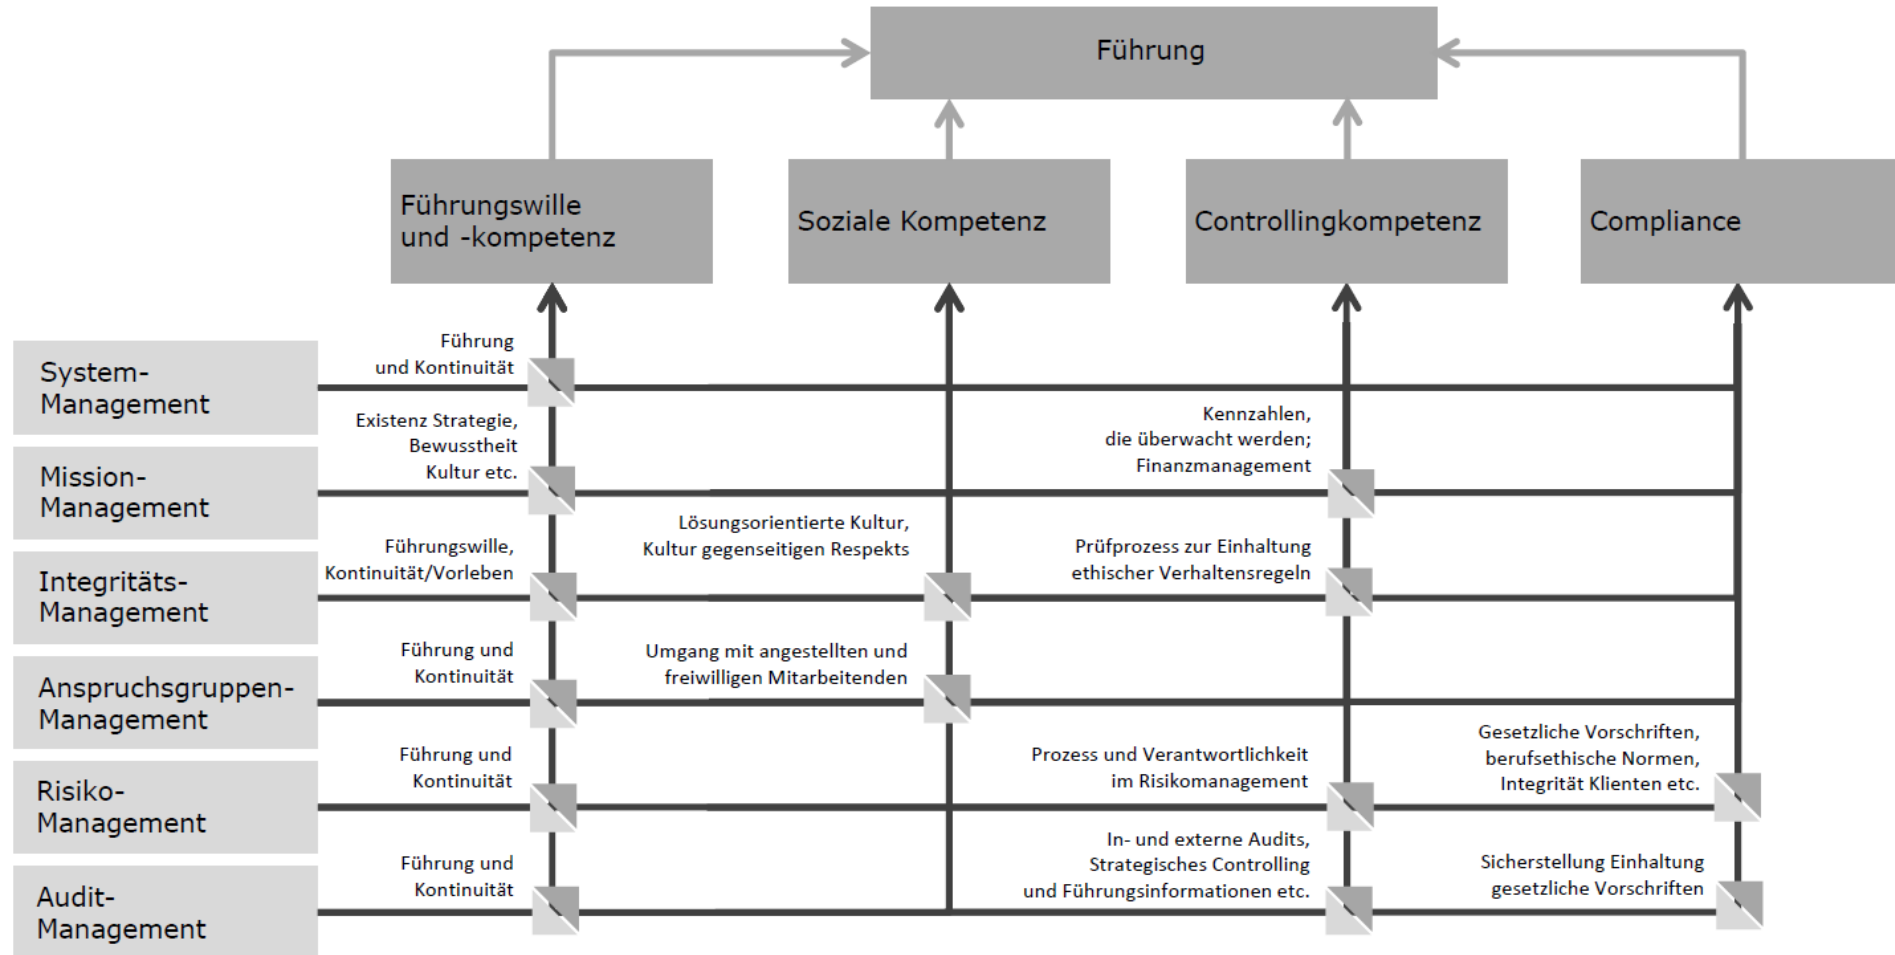 Führung
Führungswille
und -kompetenz
Soziale Kompetenz
Controllingkompetenz
Compliance
System-
Management
Führung
und Kontinuität
Mission-
Management
Existenz Strategie,
Bewusstheit
Kultur etc.
Kennzahlen,
die überwacht werden;
Finanzmanagement
Integritäts-
Management
Führungswille,
Kontinuität/Vorleben
Lösungsorientierte Kultur,
Kultur gegenseitigen Respekts
Prüfprozess zur Einhaltung
ethischer Verhaltensregeln
Anspruchsgruppen-
Management
Führung und
Kontinuität
Umgang mit angestellten und
freiwilligen Mitarbeitenden
Risiko-
Management
Führung und
Kontinuität
Prozess und Verantwortlichkeit
im Risikomanagement
Gesetzliche Vorschriften,
berufsethische Normen,
Integrität Klienten etc.
Audit-
Management
Führung und
Kontinuität
In- und externe Audits,
Strategisches Controlling
und Führungsinformationen etc.
Sicherstellung Einhaltung
gesetzliche Vorschriften